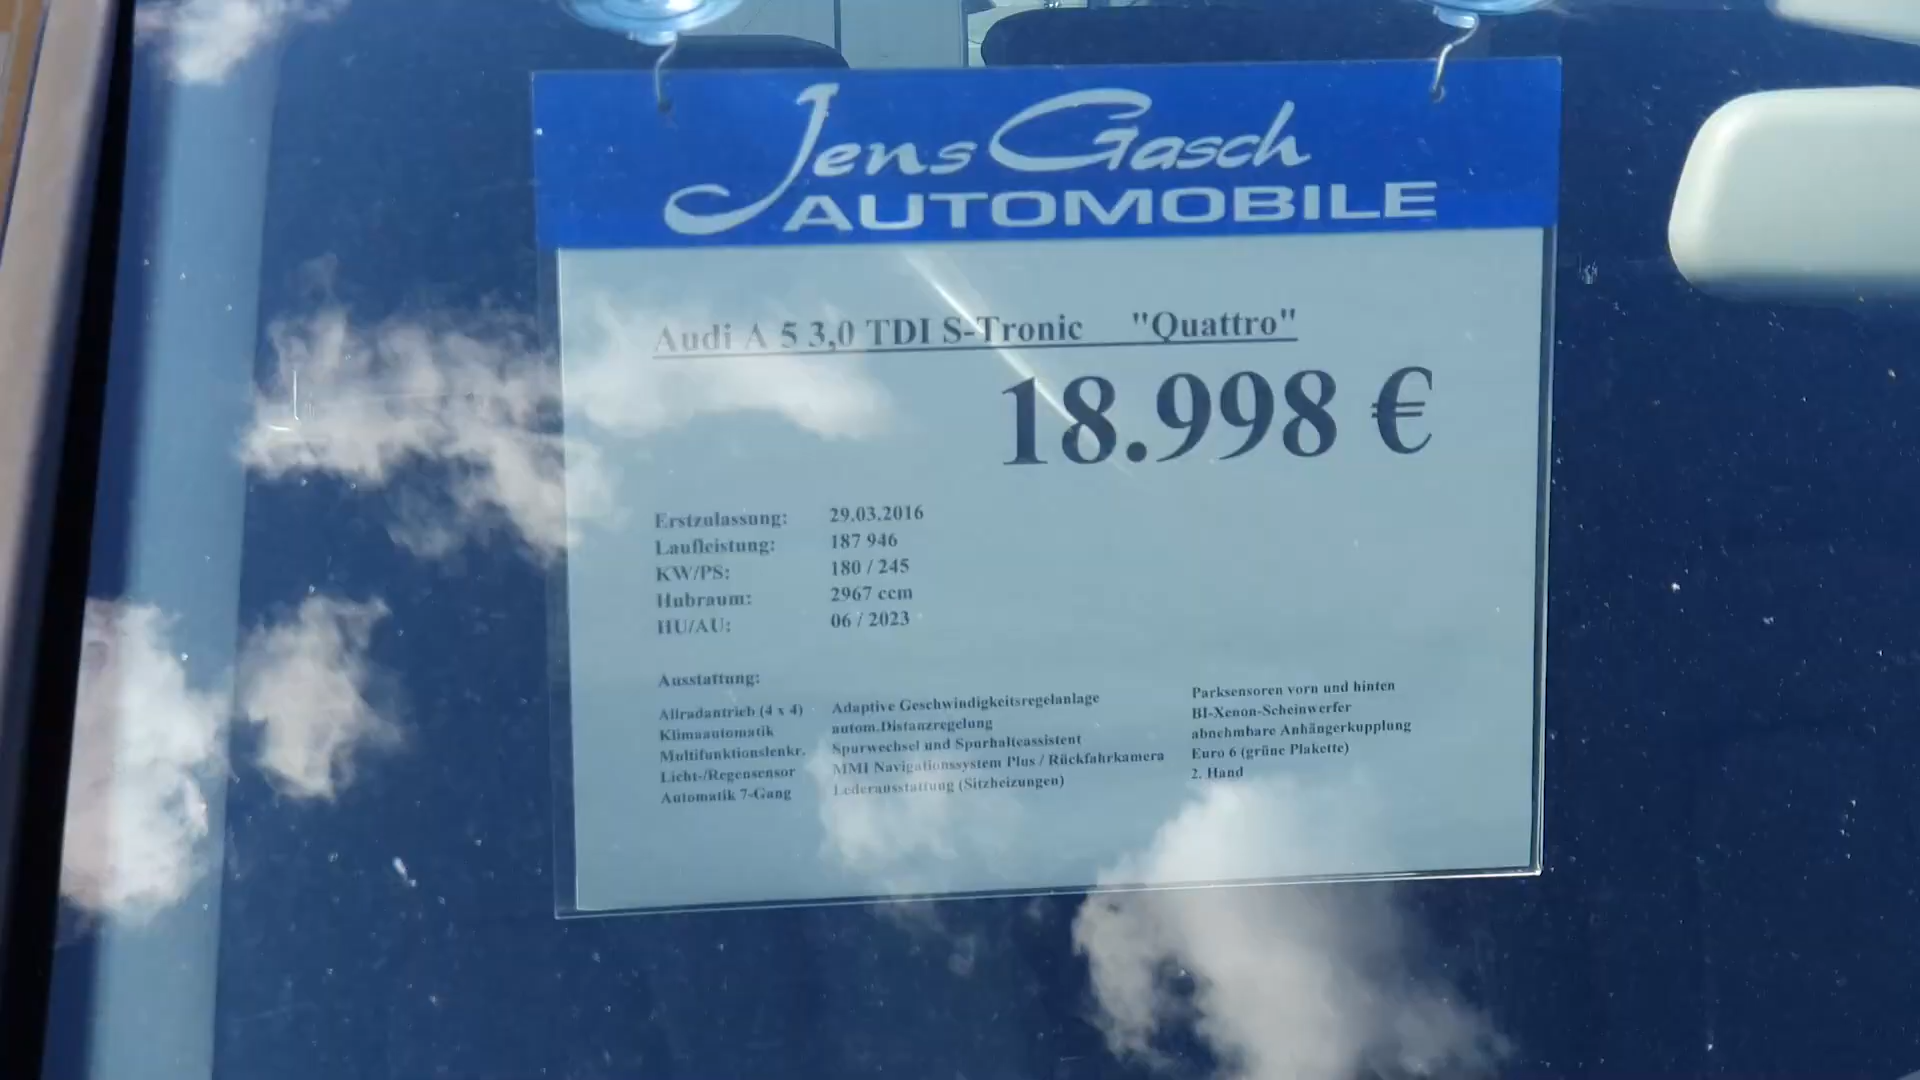 Jens Gasch
AUTOMOBILE
Audi A 5 3,0 TDI S-Tronic "Quattro"
18.998 €
Erstzulassung: 29.03.2016
Laufleistung: 187 946
KW/PS: 180 / 245
Hubraum: 2967 ccm
HU/AU: 06 / 2023
Ausstattung:
Allradantrieb (4 x 4)
Klimaautomatik
Multifunktionslenkr.
Licht-/Regensensor
Automatik 7-Gang
Adaptive Geschwindigkeitsregelanlage
autom.Distanzregelung
Spurwechsel und Spurhalteassistent
MMI Navigationssystem Plus / Rückfahrkamera
Lederausstattung (Sitzheizungen)
Parksensoren vorn und hinten
BI-Xenon-Scheinwerfer
abnehmbare Anhängerkupplung
Euro 6 (grüne Plakette)
2. Hand